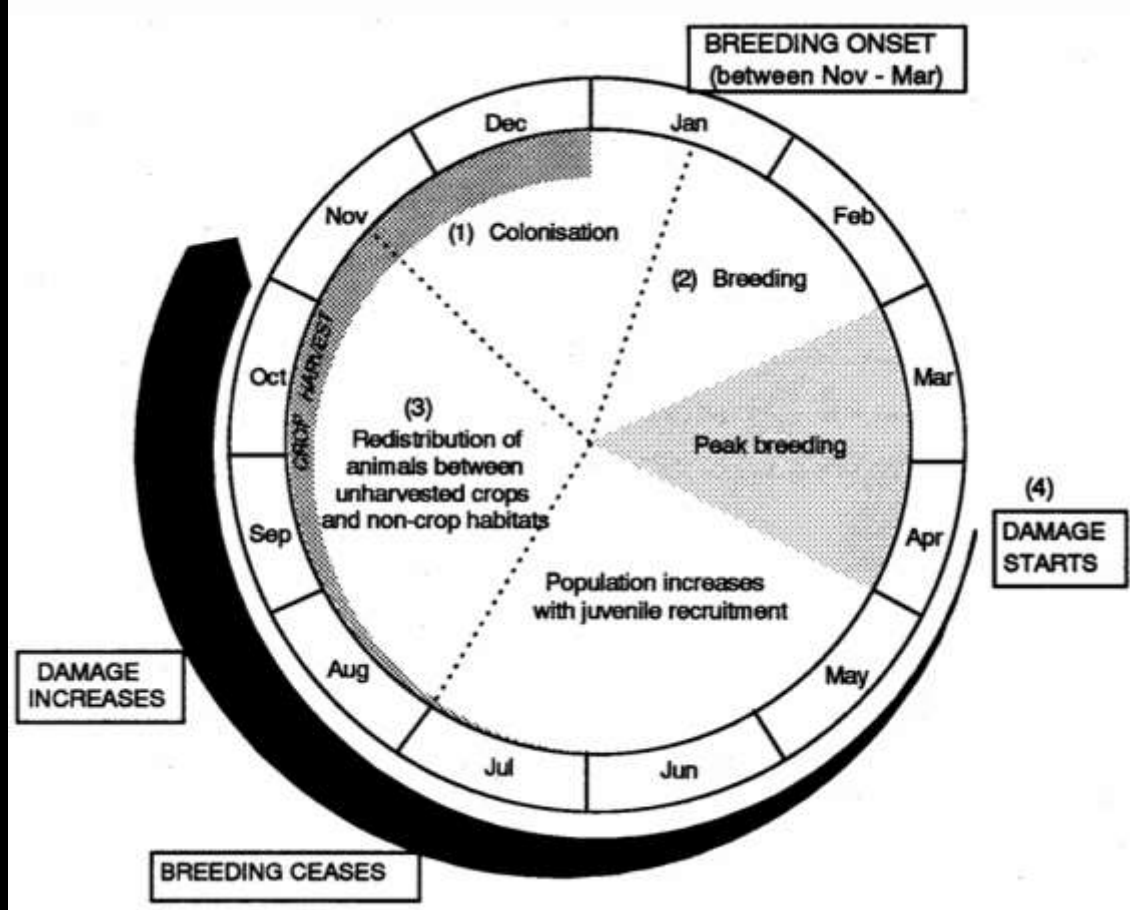 BREEDING ONSET
(between Nov - Mar)
Dec
Jan
Nov
Feb
(1) Colonisation
(2) Breeding
CROP HARVEST
Oct
Mar
(3)
Redistribution of
animals between
unharvested crops
and non-crop habitats
Peak breeding
(4)
DAMAGE
STARTS
Sep
Apr
Population increases
with juvenile recruitment
DAMAGE
INCREASES
Aug
May
Jul
Jun
BREEDING CEASES